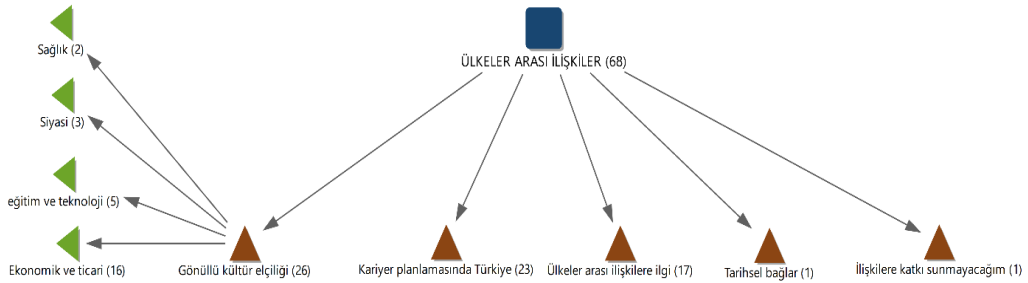 ÜLKELER ARASI İLİŞKİLER (68)
Sağlık (2)
Siyasi (3)
eğitim ve teknoloji (5)
Ekonomik ve ticari (16)
Gönüllü kültür elçiliği (26)
Kariyer planlamasında Türkiye (23)
Ülkeler arası ilişkilere ilgi (17)
Tarihsel bağlar (1)
İlişkilere katkı sunmayacağım (1)